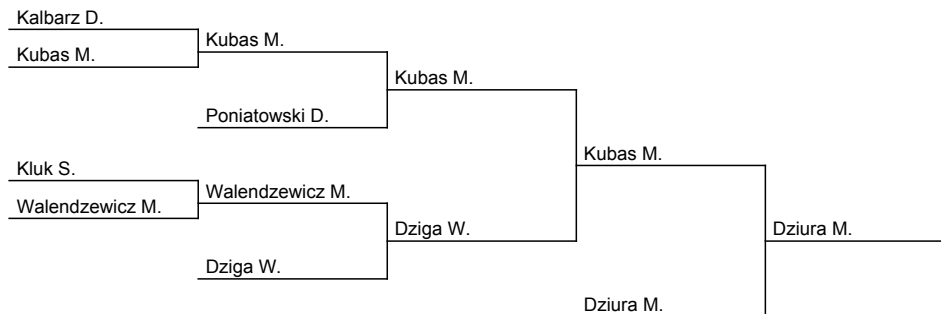 Kalbarz D.
Kubas M.
Kubas M.
Kubas M.
Poniatowski D.
Kubas M.
Kluk S.
Walendzewicz M.
Walendzewicz M.
Dziga W.
Dziura M.
Dziga W.
Dziura M.